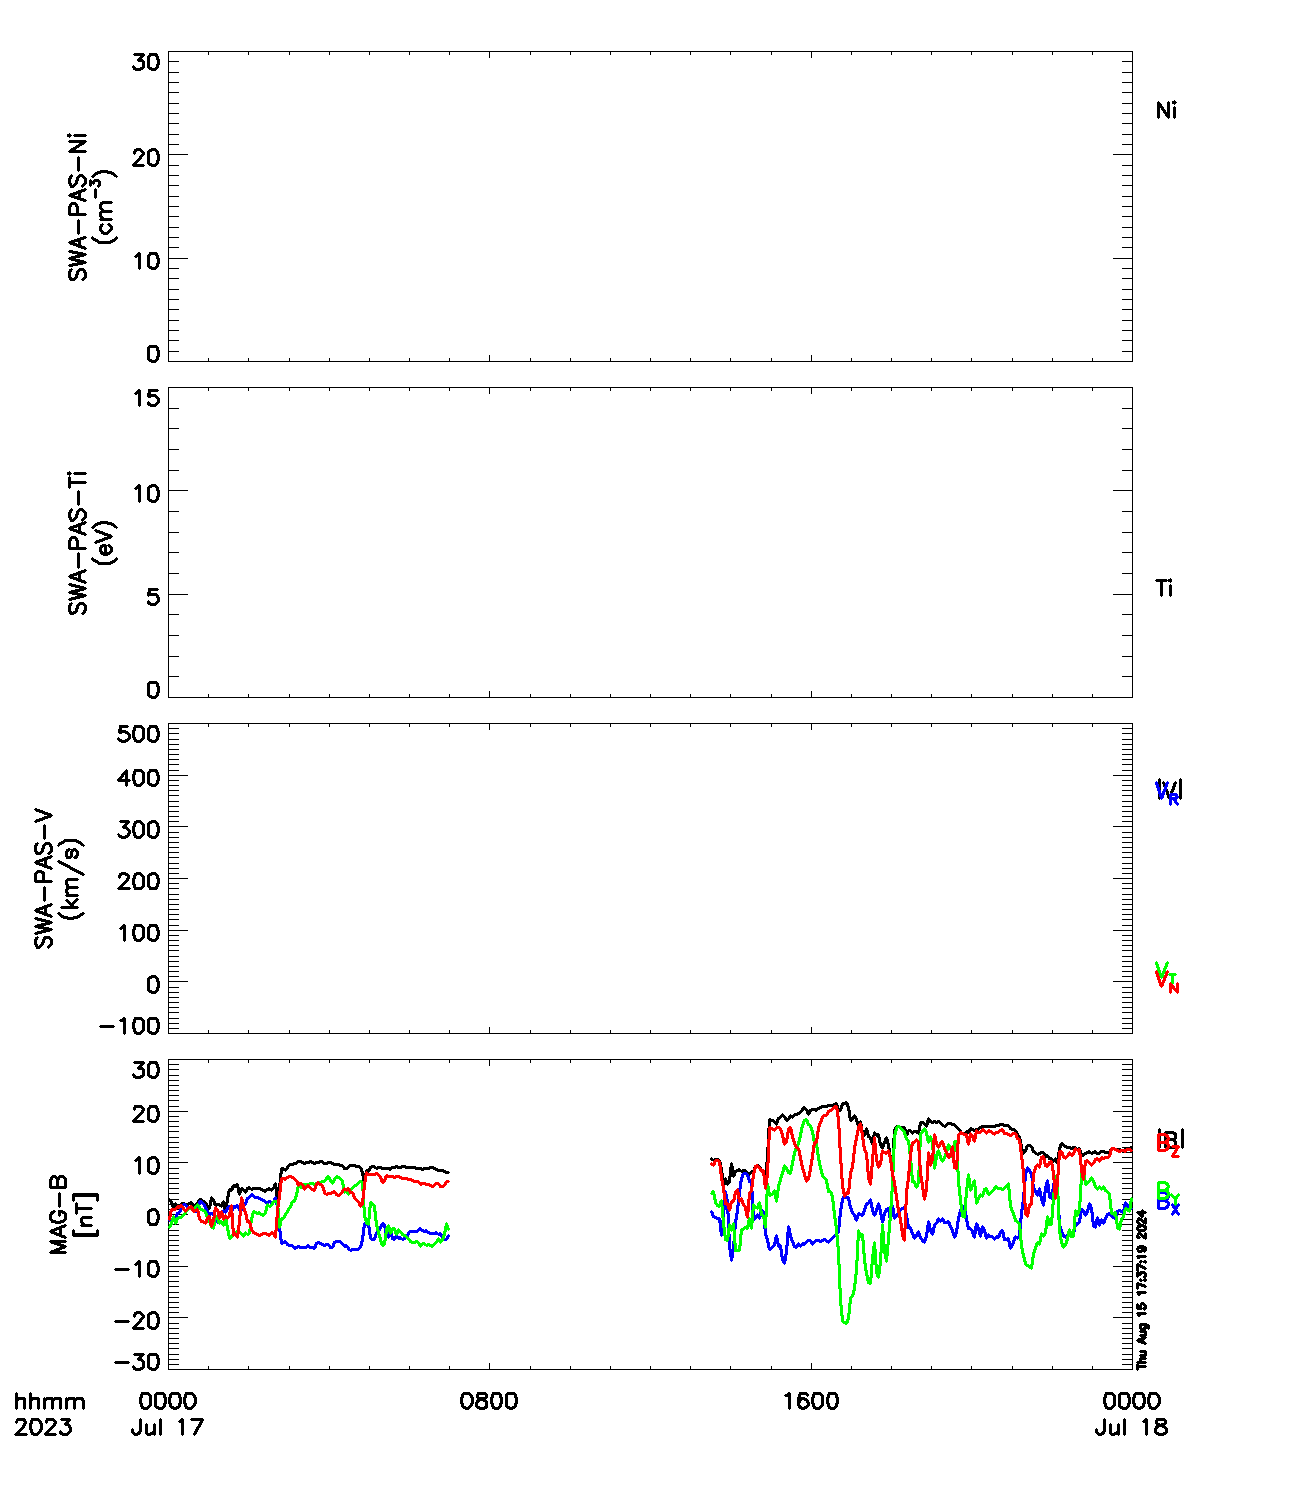 30
20
10
0
SWA-PAS-Ni
(cm-3)
Ni
15
10
5
0
SWA-PAS-Ti
(eV)
Ti
500
400
300
200
100
0
-100
SWA-PAS-V
(km/s)
|V|
VR
VT
VN
30
20
10
0
-10
-20
-30
MAG-B
[nT]
|B|
Bz
By
Bx
Thu Aug 15 17:37:19 2024
hhmm 0000 0800 1600 0000
2023 Jul 17 Jul 18